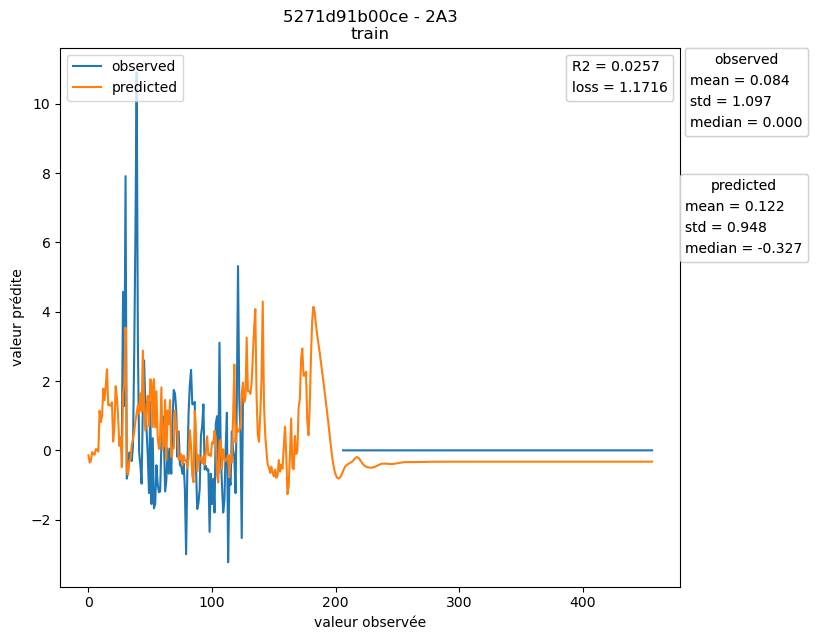 5271d91b00ce - 2A3
train
observed
predicted
R2 = 0.0257
loss = 1.1716
observed
mean = 0.084
std = 1.097
median = 0.000
predicted
mean = 0.122
std = 0.948
median = -0.327
valeur prédite
10
8
6
4
2
0
−2
0
100
200
300
400
valeur observée